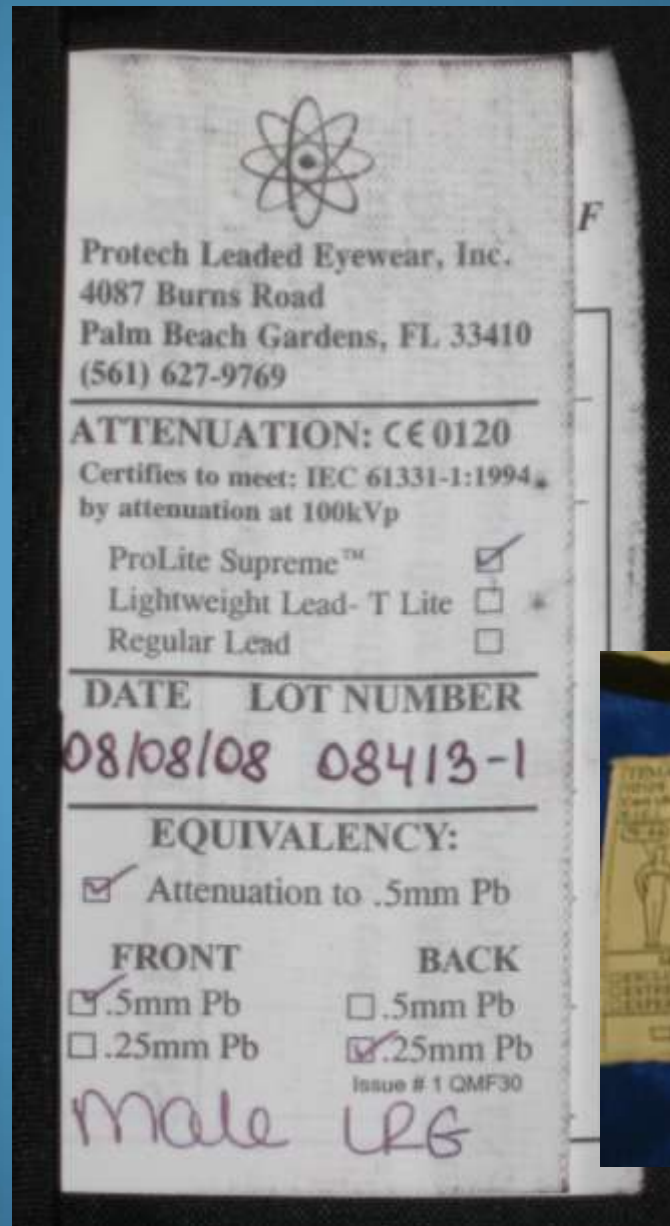 Protech Leaded Eyewear, Inc.
4087 Burns Road
Palm Beach Gardens, FL 33410
(561) 627-9769
ATTENUATION: CE 0120
Certifies to meet: IEC 61331-1:1994
by attenuation at 100kVp
ProLite Supreme™
Lightweight Lead- T Lite
Regular Lead
DATE LOT NUMBER
08/08/08 08413-1
EQUIVALENCY:
Attenuation to .5mm Pb
FRONT BACK
.5mm Pb .5mm Pb
.25mm Pb .25mm Pb
Issue # 1 QMF30
Male LRG
F